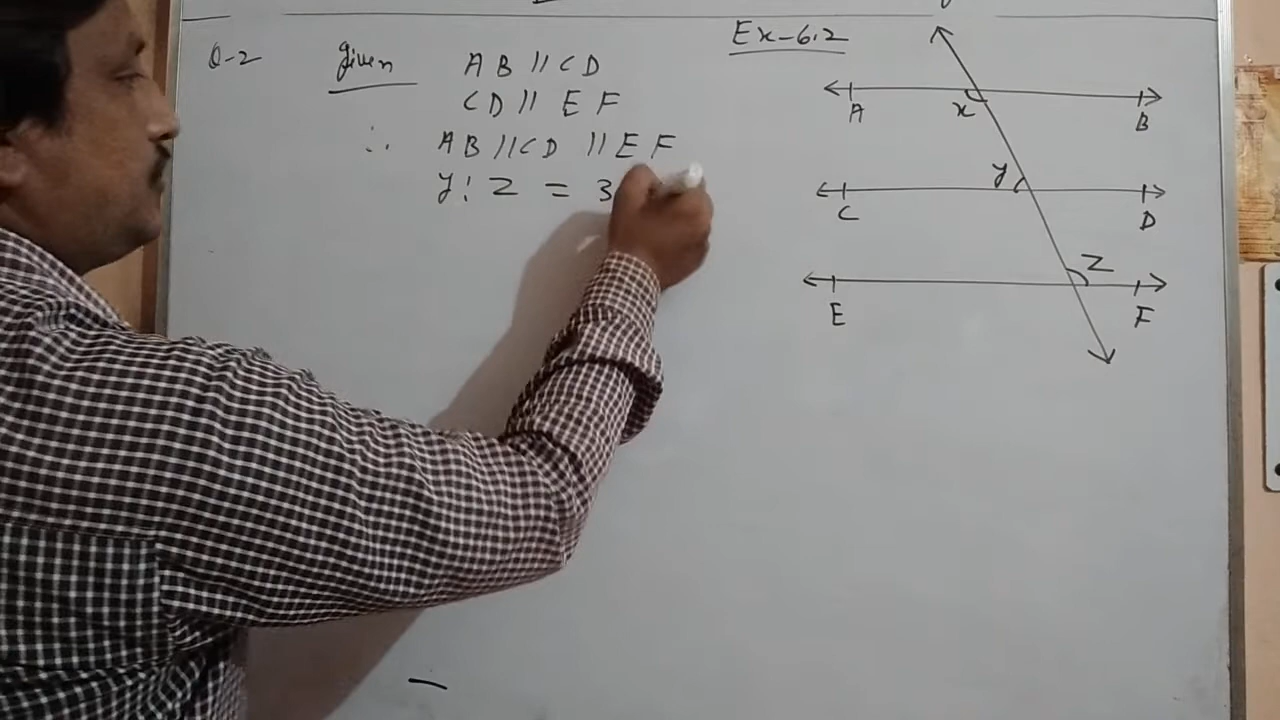 Ex-6.2
Q-2 Given AB//CD
CD// EF
∴ AB//CD //EF
y:z = 3
A
x
B
y
C
D
z
E
F